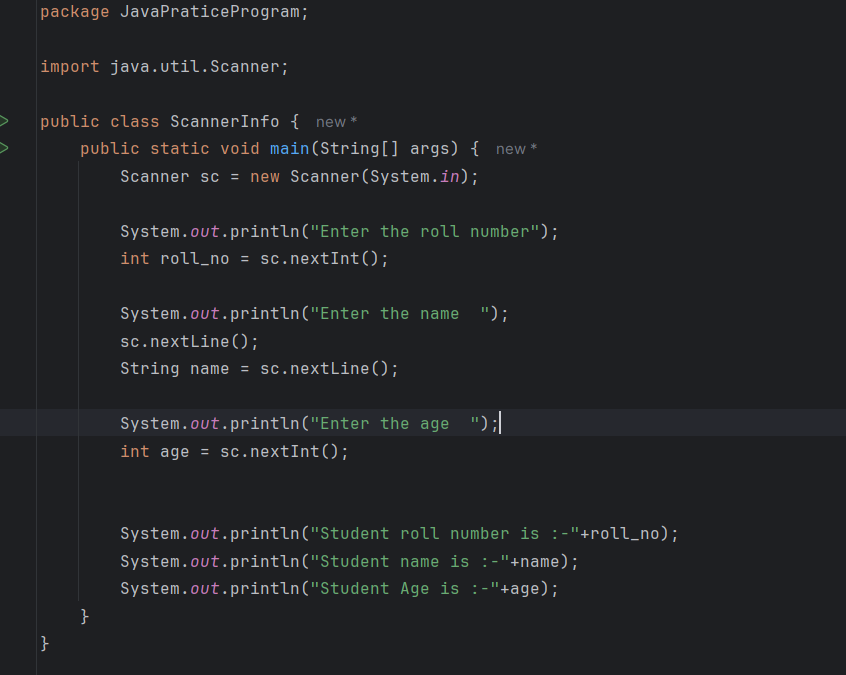 package JavaPraticeProgram;
import java.util.Scanner;
public class ScannerInfo { new *
public static void main(String[] args) { new *
Scanner sc = new Scanner(System.in);
System.out.println("Enter the roll number");
int roll_no = sc.nextInt();
System.out.println("Enter the name  ");
sc.nextLine();
String name = sc.nextLine();
System.out.println("Enter the age  ");
int age = sc.nextInt();
System.out.println("Student roll number is :-"+roll_no);
System.out.println("Student name is :-"+name);
System.out.println("Student Age is :-"+age);
}
}